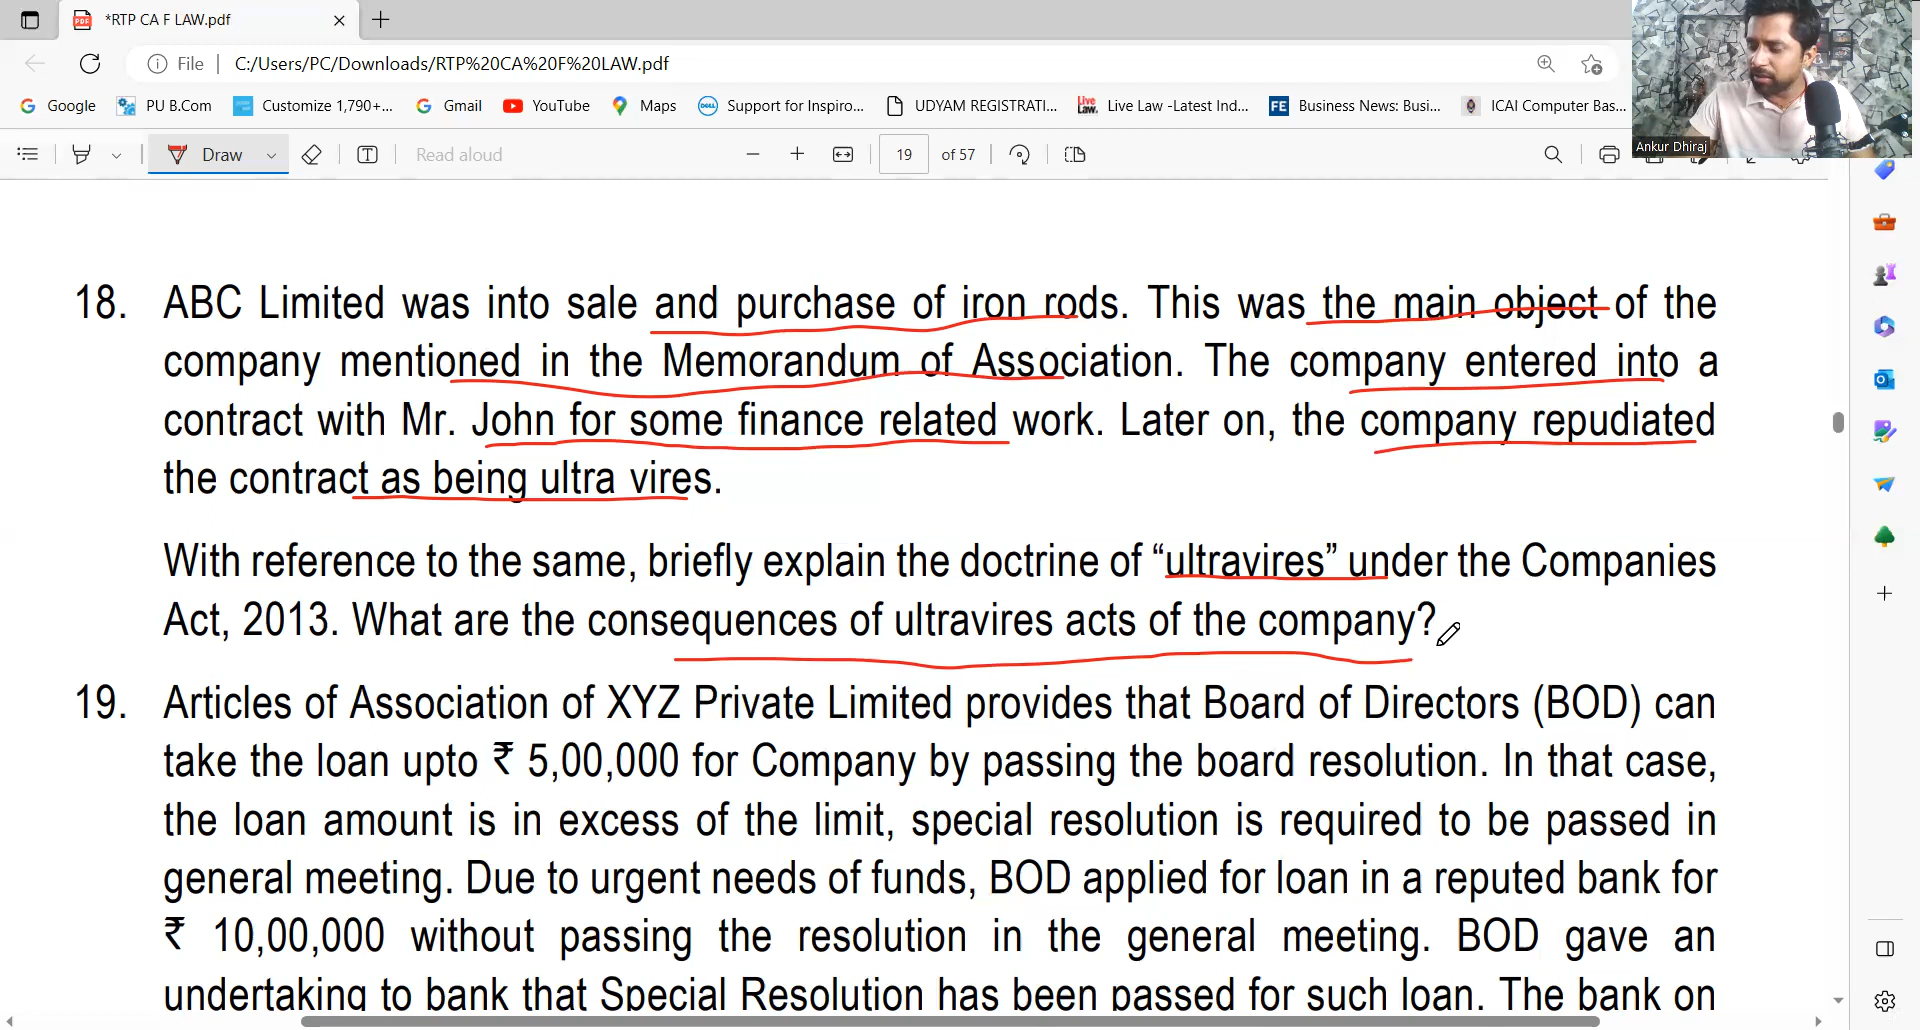 *RTP CA F LAW.pdf
File C:/Users/PC/Downloads/RTP%20CA%20F%20LAW.pdf
Google PU B.Com Customize 1,790+... Gmail YouTube Maps Support for Inspiro... UDYAM REGISTRATI... Live Law -Latest Ind... Business News: Busi... ICAI Computer Bas...
Ankur Dhiraj
Draw Read aloud 19 of 57
18. ABC Limited was into sale and purchase of iron rods. This was the main object of the
company mentioned in the Memorandum of Association. The company entered into a
contract with Mr. John for some finance related work. Later on, the company repudiated
the contract as being ultra vires.
With reference to the same, briefly explain the doctrine of “ultravires” under the Companies
Act, 2013. What are the consequences of ultravires acts of the company?
19. Articles of Association of XYZ Private Limited provides that Board of Directors (BOD) can
take the loan upto ₹ 5,00,000 for Company by passing the board resolution. In that case,
the loan amount is in excess of the limit, special resolution is required to be passed in
general meeting. Due to urgent needs of funds, BOD applied for loan in a reputed bank for
₹ 10,00,000 without passing the resolution in the general meeting. BOD gave an
undertaking to bank that Special Resolution has been passed for such loan. The bank on